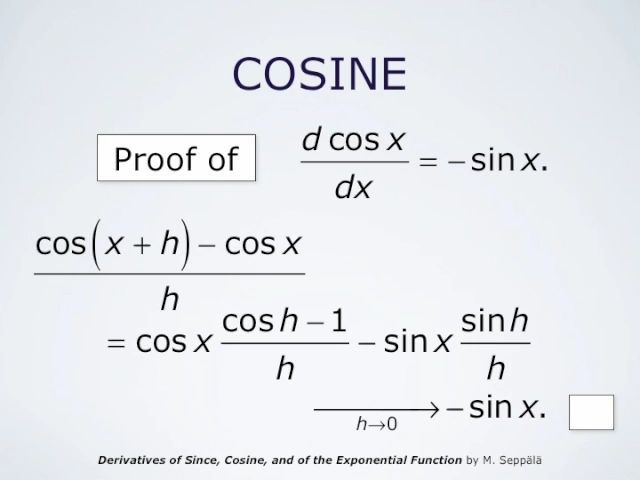 COSINE
Proof of d cos x / dx = − sin x.
cos(x + h) − cos x / h
= cos x cos h − 1 / h − sin x sin h / h
h→0 → − sin x.
Derivatives of Since, Cosine, and of the Exponential Function by M. Seppälä